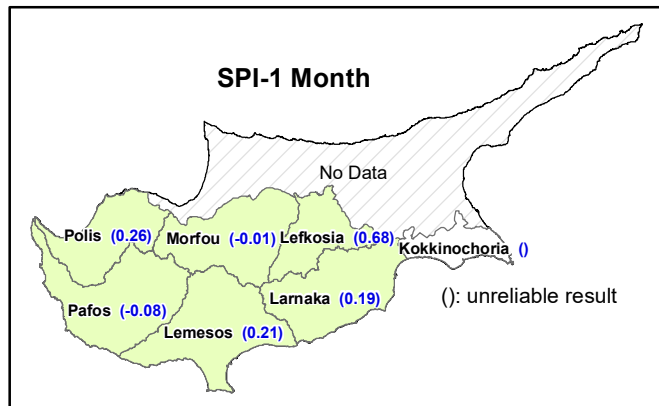 SPI-1 Month
No Data
Polis (0.26)
Morfou (-0.01)
Lefkosia (0.68)
Kokkinochoria ()
Pafos (-0.08)
Larnaka (0.19)
(): unreliable result
Lemesos (0.21)